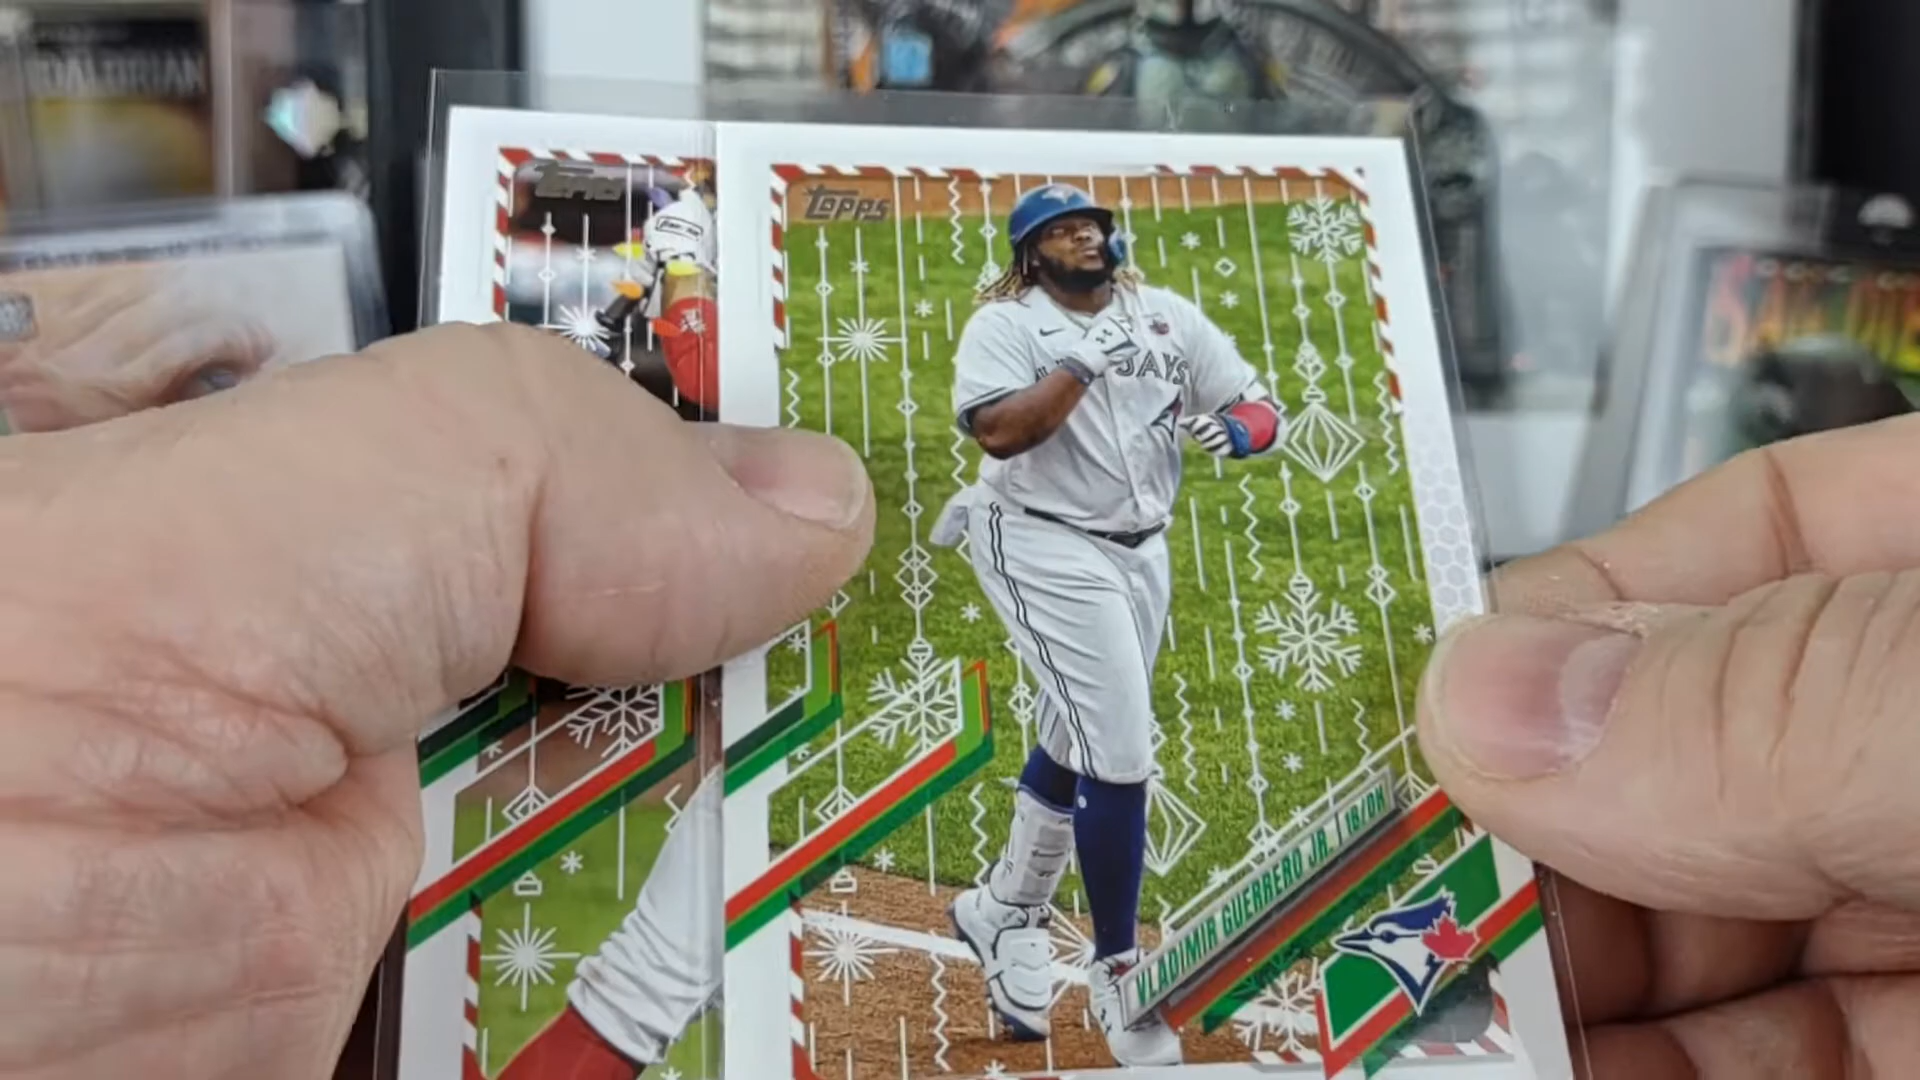 DALORIAN
Topps
Topps
JAYS
VLADIMIR GUERRERO JR. | 1B/DH